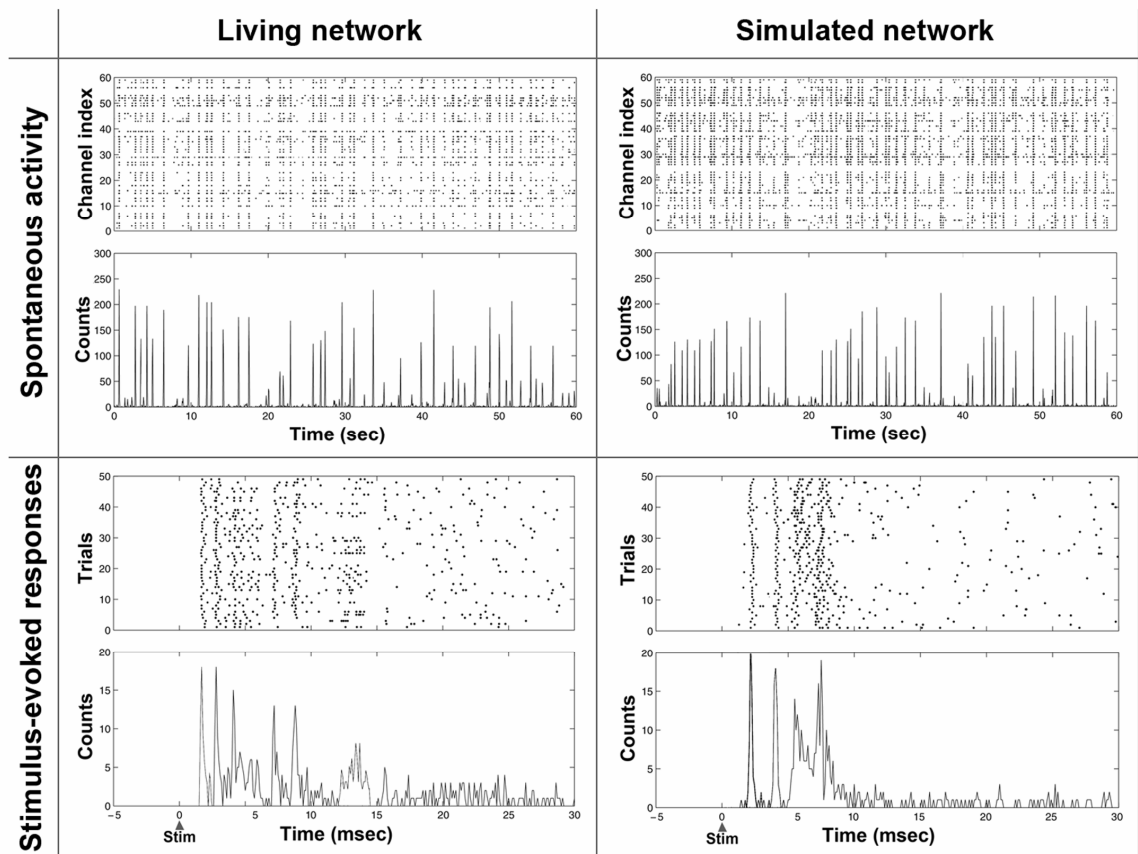 Living network
Simulated network
Spontaneous activity
Channel index
60
50
40
30
20
10
0
Channel index
60
50
40
30
20
10
0
Counts
300
250
200
150
100
50
0
0 10 20 30 40 50 60
Time (sec)
Counts
300
250
200
150
100
50
0
0 10 20 30 40 50 60
Time (sec)
Stimulus-evoked responses
Trials
50
40
30
20
10
0
Trials
50
40
30
20
10
0
Counts
20
15
10
5
0
−5 0 5 10 15 20 25 30
Stim
Time (msec)
Counts
20
15
10
5
0
−5 0 5 10 15 20 25 30
Stim
Time (msec)